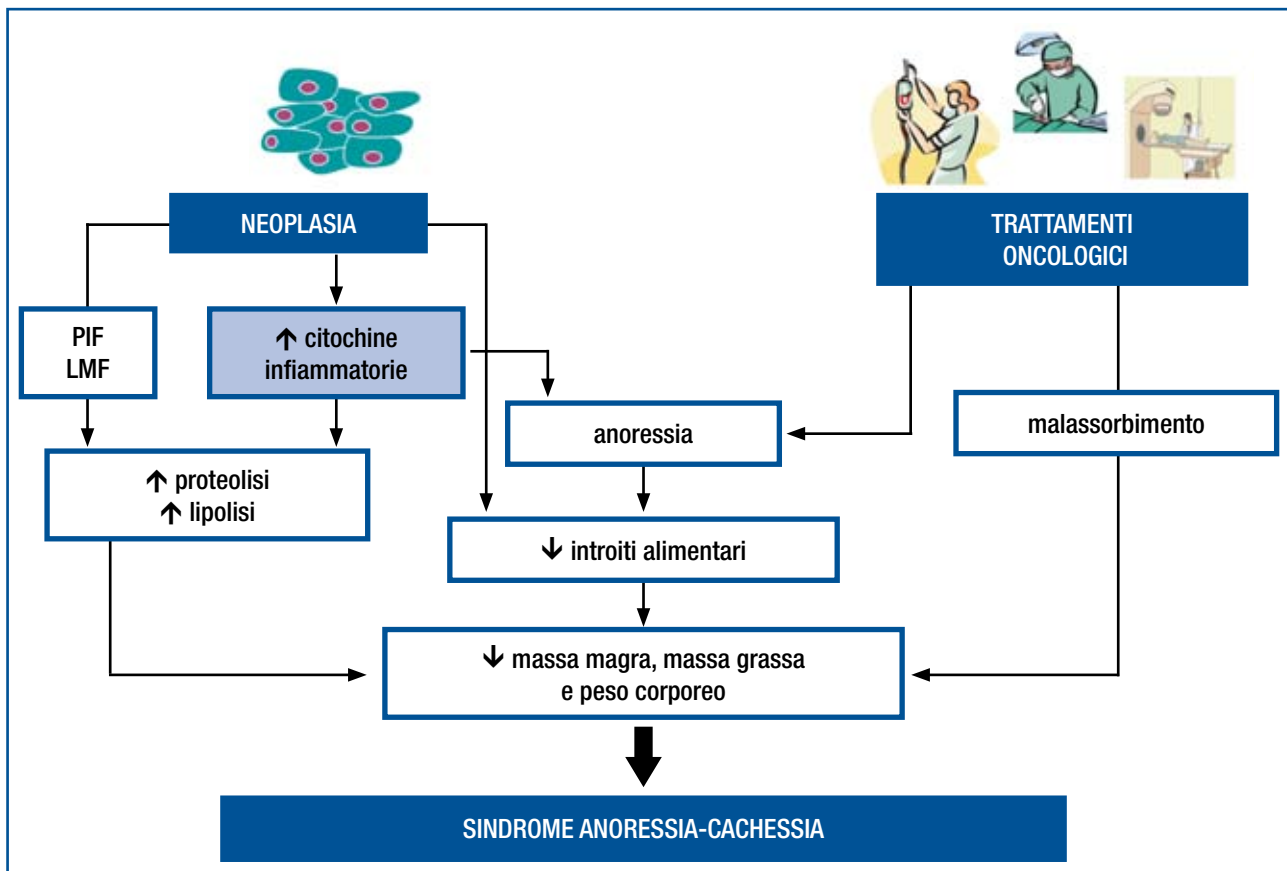 NEOPLASIA
TRATTAMENTI
ONCOLOGICI
PIF
LMF
↑ citochine
infiammatorie
anoressia
malassorbimento
↑ proteolisi
↑ lipolisi
↓ introiti alimentari
↓ massa magra, massa grassa
e peso corporeo
SINDROME ANORESSIA-CACHESSIA